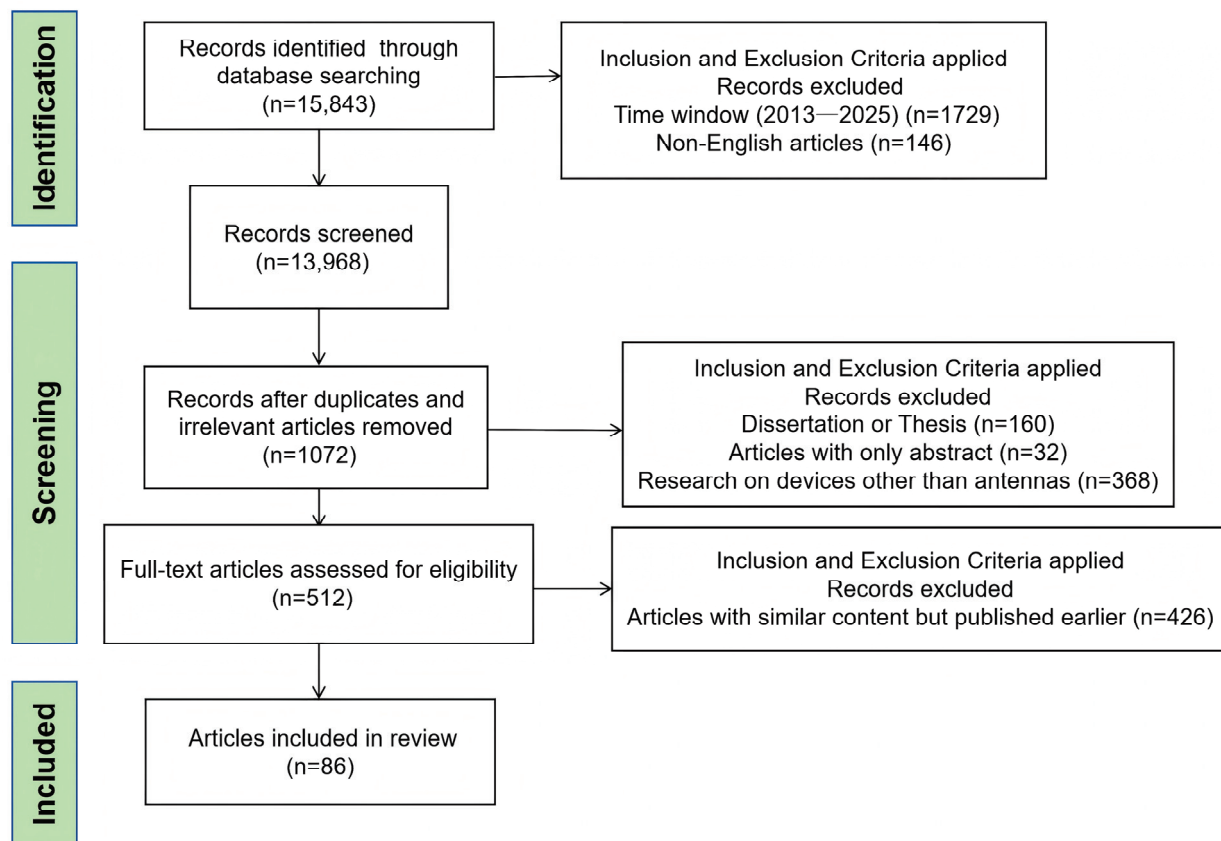 Identification
Records identified through
database searching
(n=15,843)
Inclusion and Exclusion Criteria applied
Records excluded
Time window (2013—2025) (n=1729)
Non-English articles (n=146)
Records screened
(n=13,968)
Screening
Records after duplicates and
irrelevant articles removed
(n=1072)
Inclusion and Exclusion Criteria applied
Records excluded
Dissertation or Thesis (n=160)
Articles with only abstract (n=32)
Research on devices other than antennas (n=368)
Full-text articles assessed for eligibility
(n=512)
Inclusion and Exclusion Criteria applied
Records excluded
Articles with similar content but published earlier (n=426)
Included
Articles included in review
(n=86)